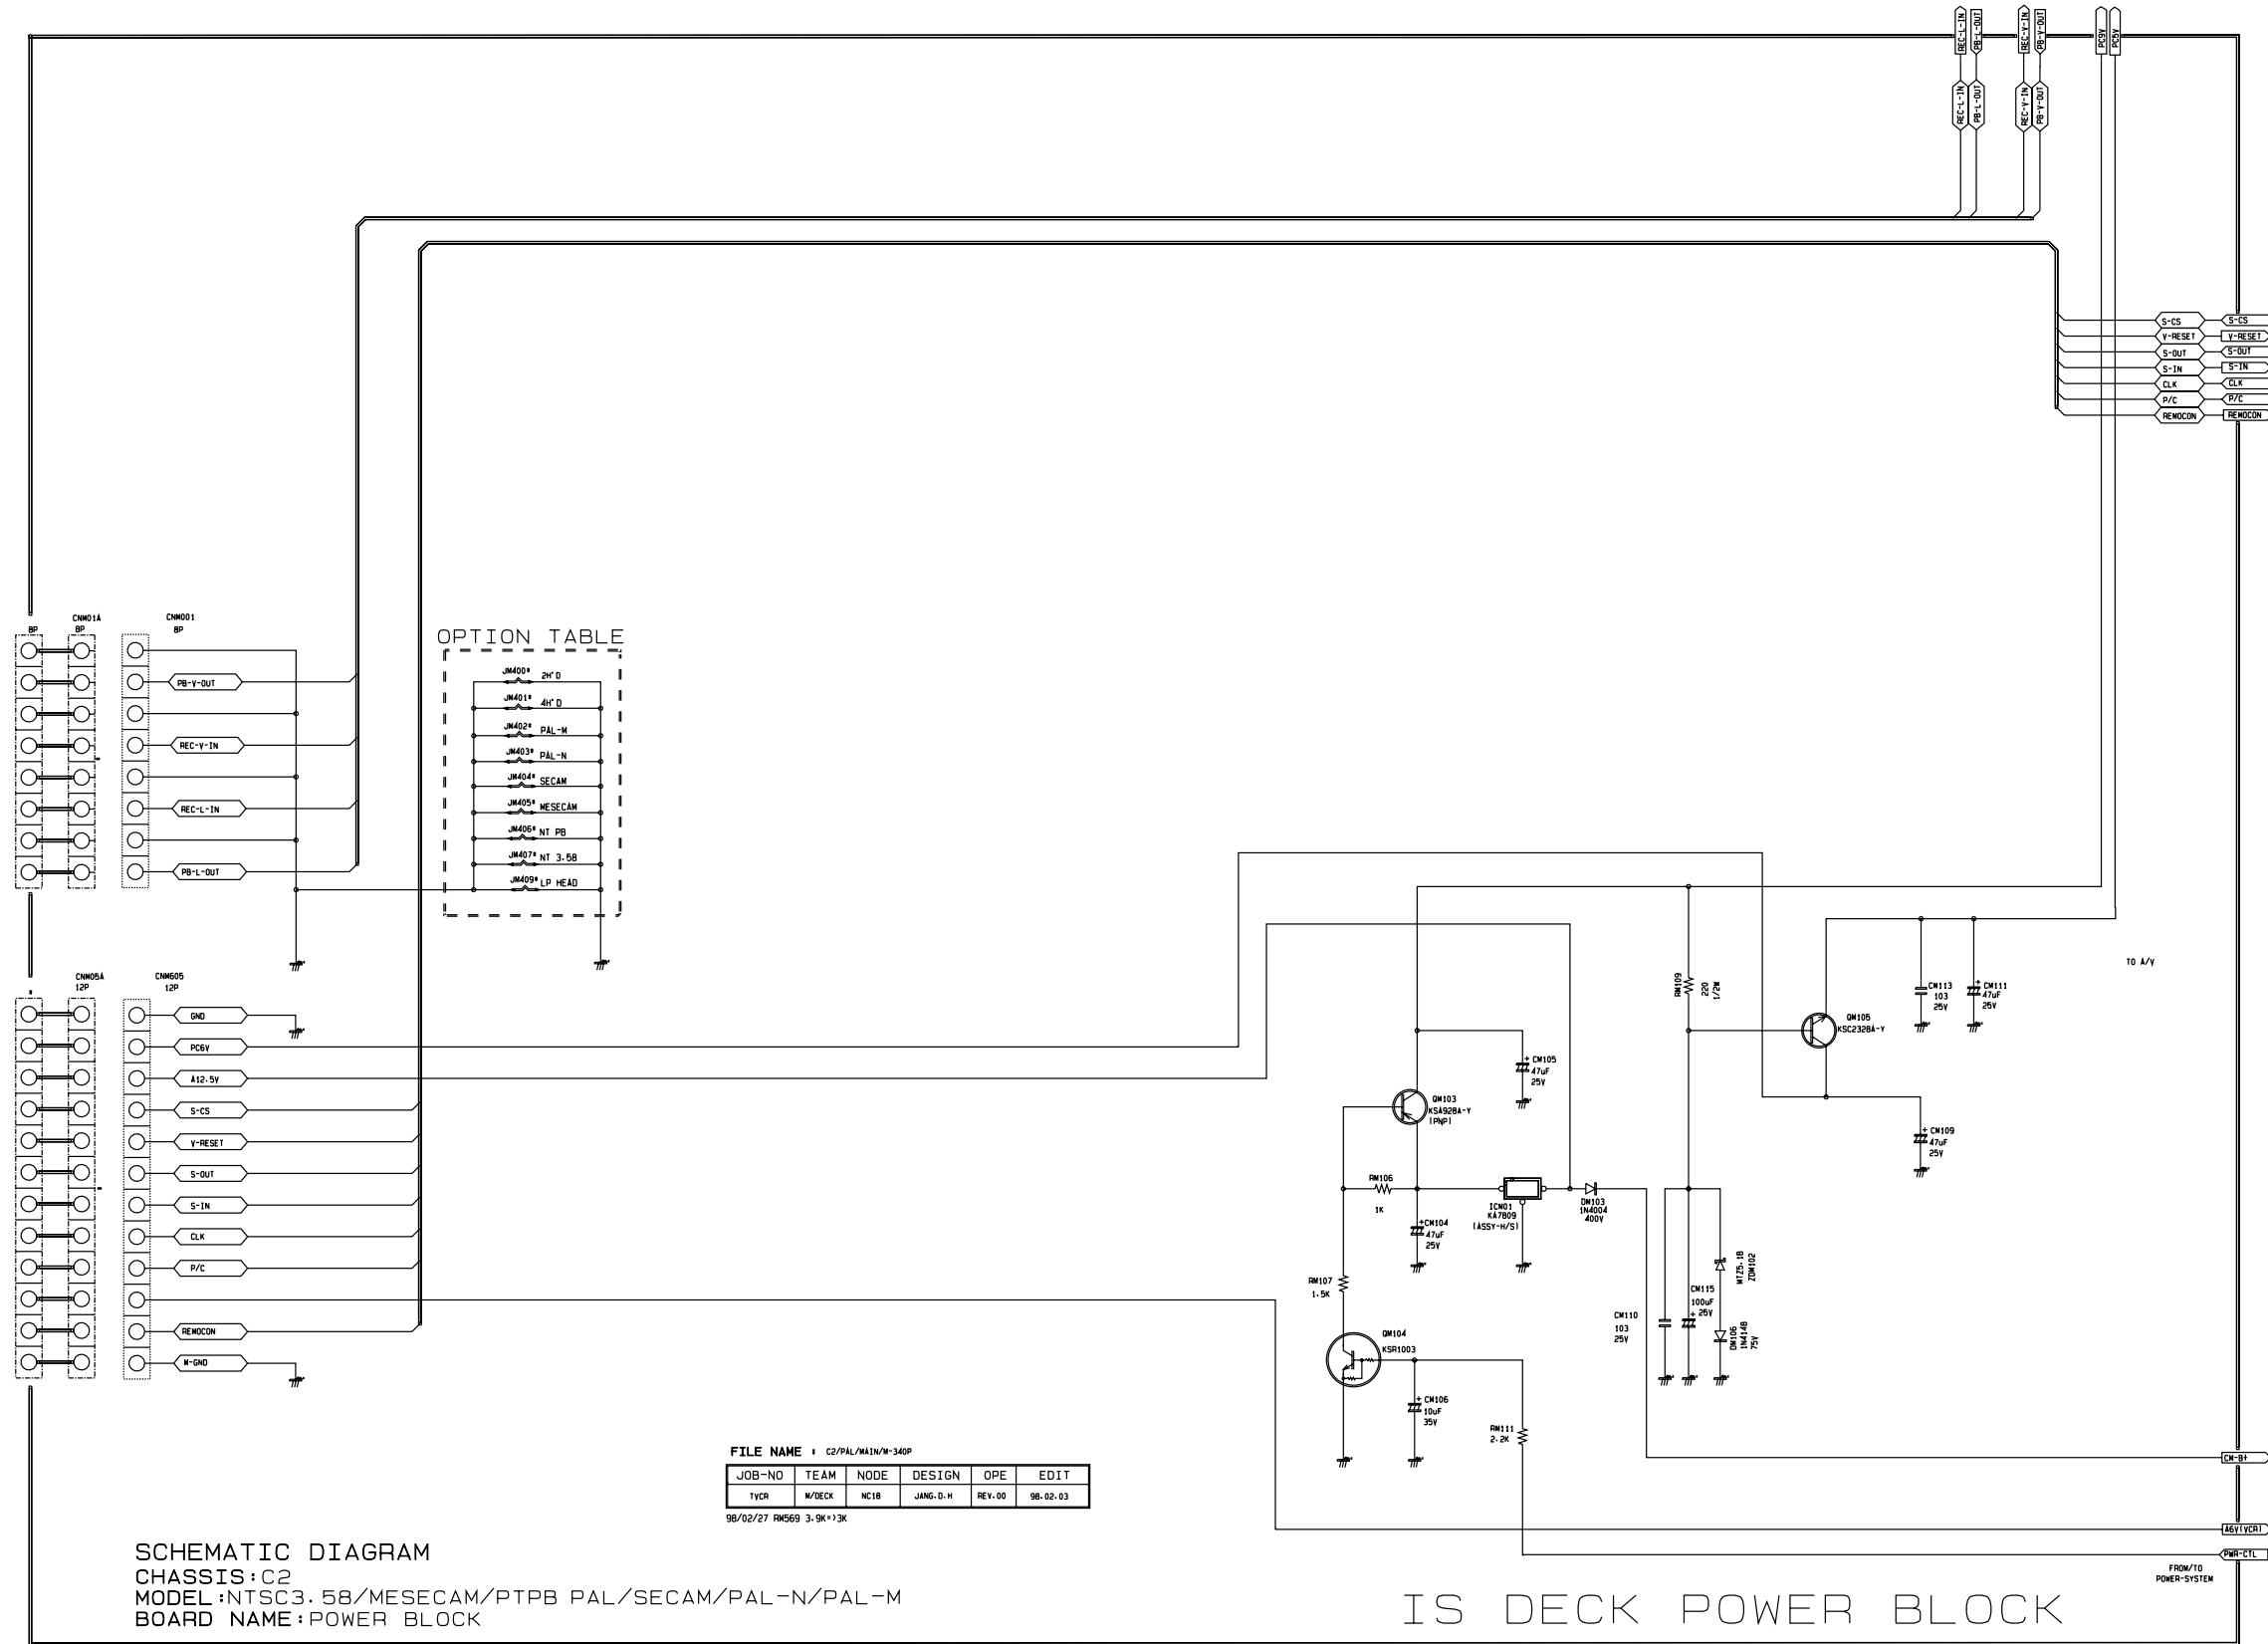 REC-L-IN
PB-L-OUT
REC-V-IN
PB-V-OUT
PC9V
PC5V
REC-L-IN
PB-L-OUT
REC-V-IN
PB-V-OUT
S-CS
S-CS
V-RESET
V-RESET
S-OUT
S-OUT
S-IN
S-IN
CLK
CLK
P/C
P/C
REMOCON
REMOCON
8P
CNM01A
8P
CNM001
8P
PB-V-OUT
REC-V-IN
REC-L-IN
PB-L-OUT
OPTION TABLE
JM400* 2H'D
JM401* 4H'D
JM402* PAL-M
JM403* PAL-N
JM404* SECAM
JM405* MESECAM
JM406* NT PB
JM407* NT 3.58
JM409* LP HEAD
CNM05A
12P
CNM605
12P
GND
PC6V
A12.5V
S-CS
V-RESET
S-OUT
S-IN
CLK
P/C
REMOCON
M-GND
TO A/V
RM109
220
1/2W
QM105
KSC2328A-Y
CM113
103
25V
CM111
47uF
25V
CM105
47uF
25V
QM103
KSA928A-Y
(PNP)
CM109
47uF
25V
RM106
1K
CM104
47uF
25V
ICM01
KA7809
(ASSY-H/S)
DM103
1N4004
400V
RM107
1.5K
MTZ5.1B
ZDM102
CM115
100uF
25V
CM110
103
25V
DM106
1N4148
75V
QM104
KSR1003
CM106
10uF
35V
RM111
2.2K
CM-B+
A6V(VCR)
PWR-CTL
FROM/TO
POWER-SYSTEM
FILE NAME : C2/PAL/MAIN/M-340P
JOB-NO TEAM NODE DESIGN OPE EDIT
TVCR M/DECK NC18 JANG.D.H REV.00 98.02.03
98/02/27 RM569 3.9K=>3K
SCHEMATIC DIAGRAM
CHASSIS:C2
MODEL:NTSC3.58/MESECAM/PTPB PAL/SECAM/PAL-N/PAL-M
BOARD NAME:POWER BLOCK
IS DECK POWER BLOCK